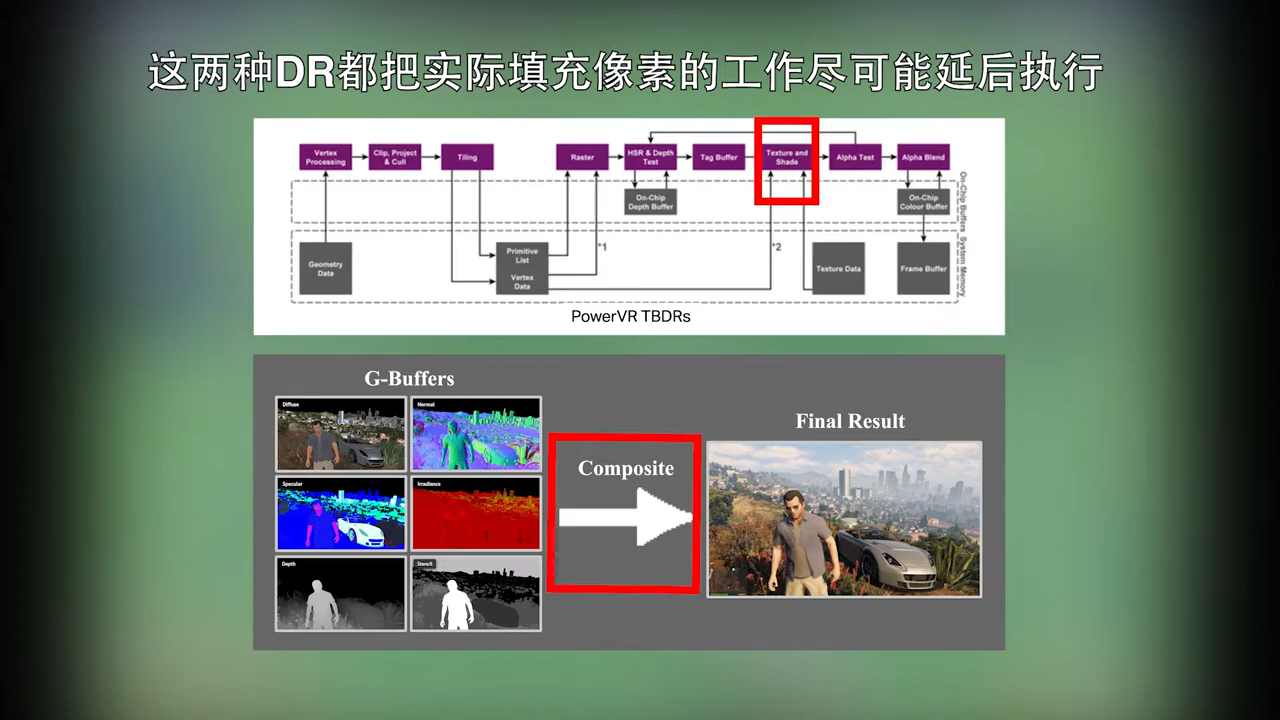 这两种DR都把实际填充像素的工作尽可能延后执行
Vertex
Processing
Clip, Project
& Cull
Tiling
Raster
HSR & Depth
Test
Tag Buffer
Texture and
Shade
Alpha Test
Alpha Blend
On-Chip
Depth Buffer
On-Chip
Colour Buffer
On-Chip Buffers
System Memory
Geometry
Data
Primitive
List
Vertex
Data
*1
*2
Texture Data
Frame Buffer
PowerVR TBDRs
G-Buffers
Diffuse
Normal
Specular
Irradiance
Depth
Stencil
Composite
Final Result